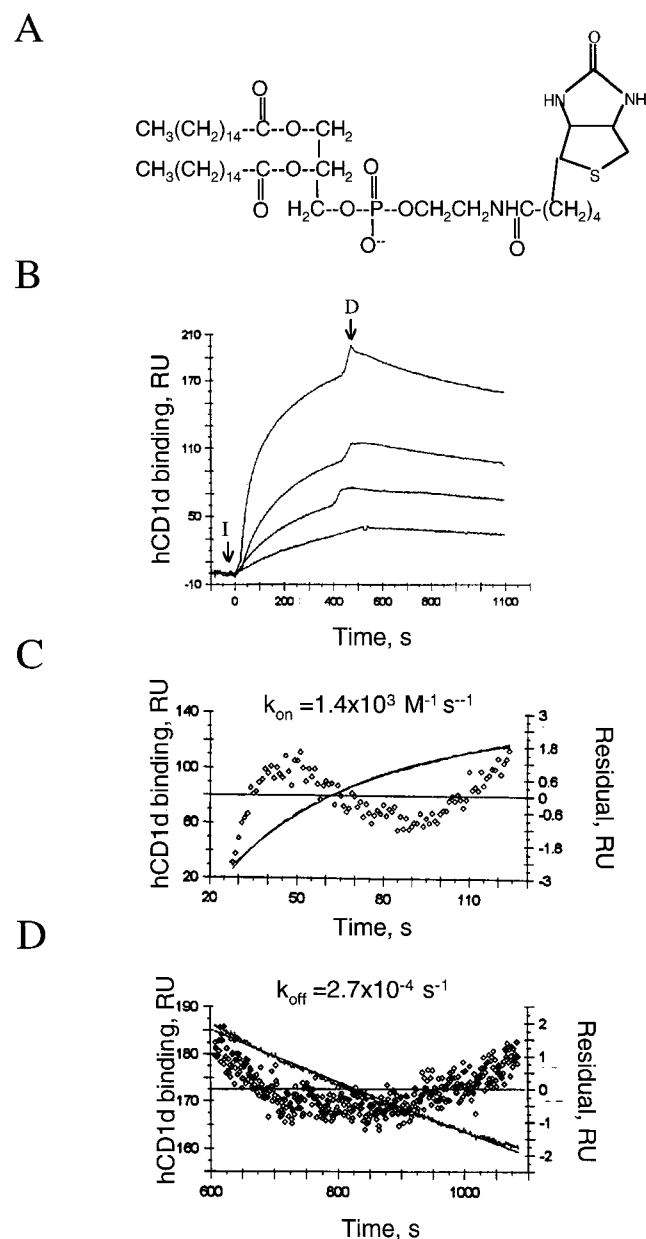 A
O
HN NH
S
O
CH3(CH2)14--C--O--CH2
CH3(CH2)14--C--O--CH2
O
O
H2C--O--P--OCH2CH2NHC-(CH2)4
O--
O
B
D
I
hCD1d binding, RU
210
170
110
50
-10
0 200 400 600 800 1100
Time, s
C
kon =1.4x10³ M-1 s--1
hCD1d binding, RU
140
100
60
20
3
1.8
0.6
0
-0.6
-1.8
-3
Residual, RU
20 50 80 110
Time, s
D
koff =2.7x10-4 s-1
hCD1d binding, RU
190
180
170
160
2
1
0
-1
-2
Residual, RU
600 800 1000
Time, s